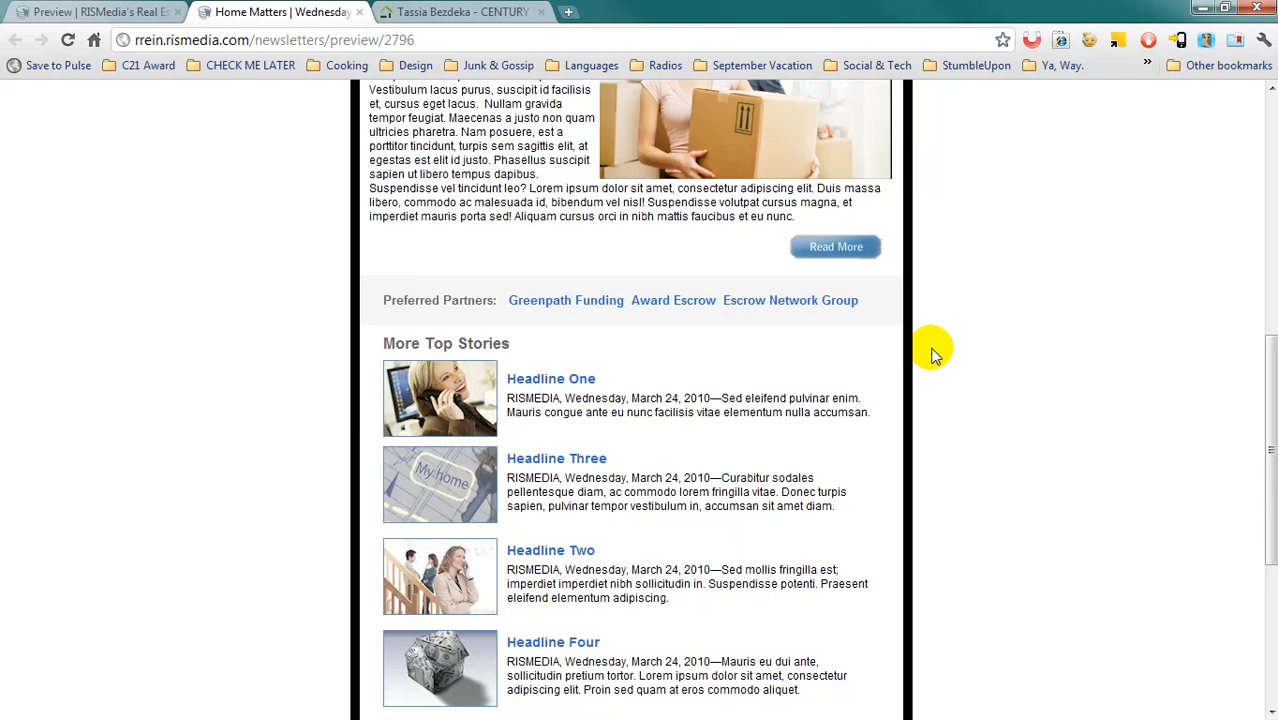 Preview | RISMedia's Real Es
Home Matters | Wednesday
Tassia Bezdeka - CENTURY
rrein.rismedia.com/newsletters/preview/2796
Save to Pulse C21 Award CHECK ME LATER Cooking Design Junk & Gossip Languages Radios September Vacation Social & Tech StumbleUpon Ya, Way. » Other bookmarks
Vestibulum lacus purus, suscipit id facilisis
et, cursus eget lacus. Nullam gravida
tempor feugiat. Maecenas a justo non quam
ultricies pharetra. Nam posuere, est a
porttitor tincidunt, turpis sem sagittis elit, at
egestas est elit id justo. Phasellus suscipit
sapien ut libero tempus dapibus.
Suspendisse vel tincidunt leo? Lorem ipsum dolor sit amet, consectetur adipiscing elit. Duis massa
libero, commodo ac malesuada id, bibendum vel nisl! Suspendisse volutpat cursus magna, et
imperdiet mauris porta sed! Aliquam cursus orci in nibh mattis faucibus et eu nunc.
Read More
Preferred Partners: Greenpath Funding Award Escrow Escrow Network Group
More Top Stories
Headline One
RISMEDIA, Wednesday, March 24, 2010—Sed eleifend pulvinar enim.
Mauris congue ante eu nunc facilisis vitae elementum nulla accumsan.
My home
Headline Three
RISMEDIA, Wednesday, March 24, 2010—Curabitur sodales
pellentesque diam, ac commodo lorem fringilla vitae. Donec turpis
sapien, pulvinar tempor vestibulum in, accumsan sit amet diam.
Headline Two
RISMEDIA, Wednesday, March 24, 2010—Sed mollis fringilla est;
imperdiet imperdiet nibh sollicitudin in. Suspendisse potenti. Praesent
eleifend elementum adipiscing.
Headline Four
RISMEDIA, Wednesday, March 24, 2010—Mauris eu dui ante,
sollicitudin pretium tortor. Lorem ipsum dolor sit amet, consectetur
adipiscing elit. Proin sed quam at eros commodo aliquet.